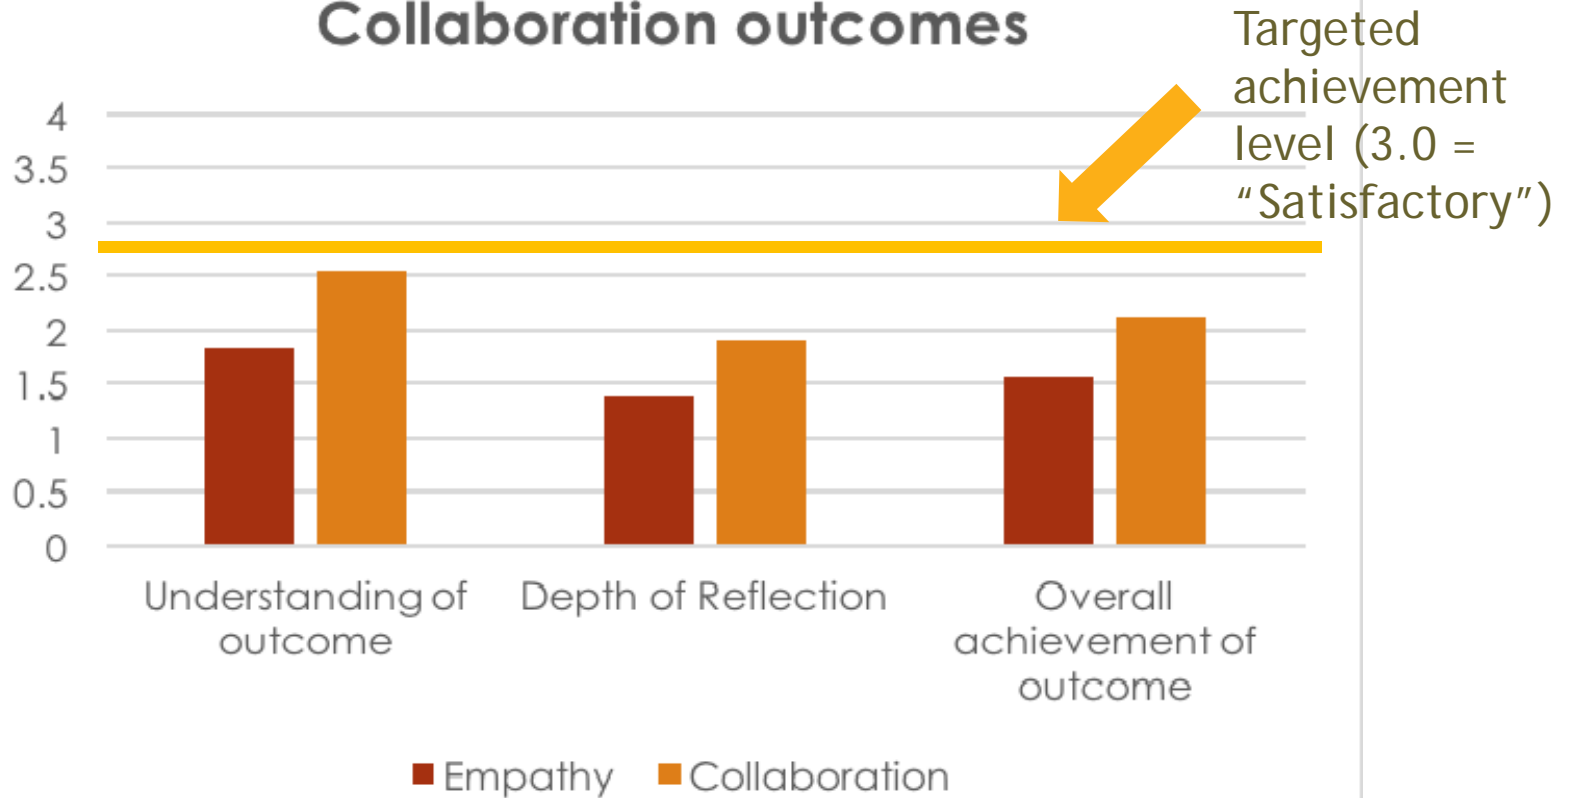 Collaboration outcomes
Targeted
achievement
level (3.0 =
“Satisfactory”)
4
3.5
3
2.5
2
1.5
1
0.5
0
Understanding of
outcome
Depth of Reflection
Overall
achievement of
outcome
Empathy
Collaboration